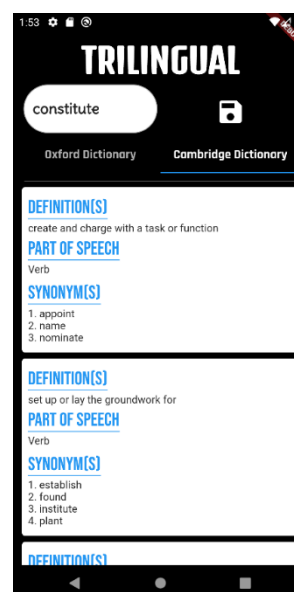 1:53
TRILINGUAL
constitute
Oxford Dictionary Cambridge Dictionary
DEFINITION(S)
create and charge with a task or function
PART OF SPEECH
Verb
SYNONYM(S)
1. appoint
2. name
3. nominate
DEFINITION(S)
set up or lay the groundwork for
PART OF SPEECH
Verb
SYNONYM(S)
1. establish
2. found
3. institute
4. plant
DEFINITION(S)